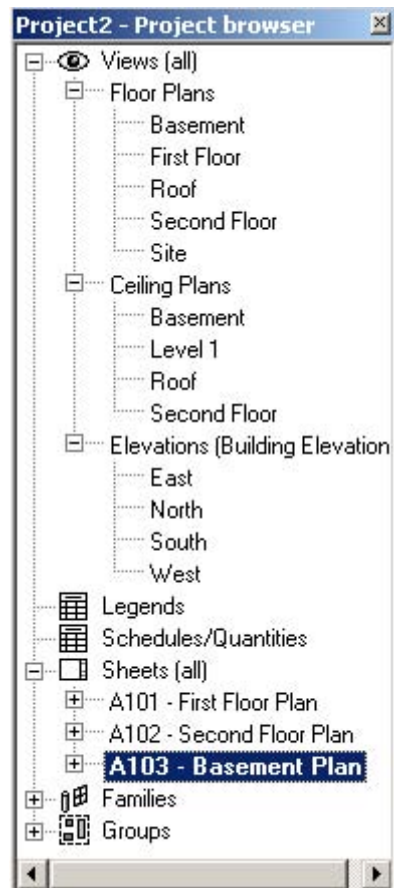 Project2 - Project browser
Views (all)
Floor Plans
Basement
First Floor
Roof
Second Floor
Site
Ceiling Plans
Basement
Level 1
Roof
Second Floor
Elevations (Building Elevation
East
North
South
West
Legends
Schedules/Quantities
Sheets (all)
A101 - First Floor Plan
A102 - Second Floor Plan
A103 - Basement Plan
Families
Groups